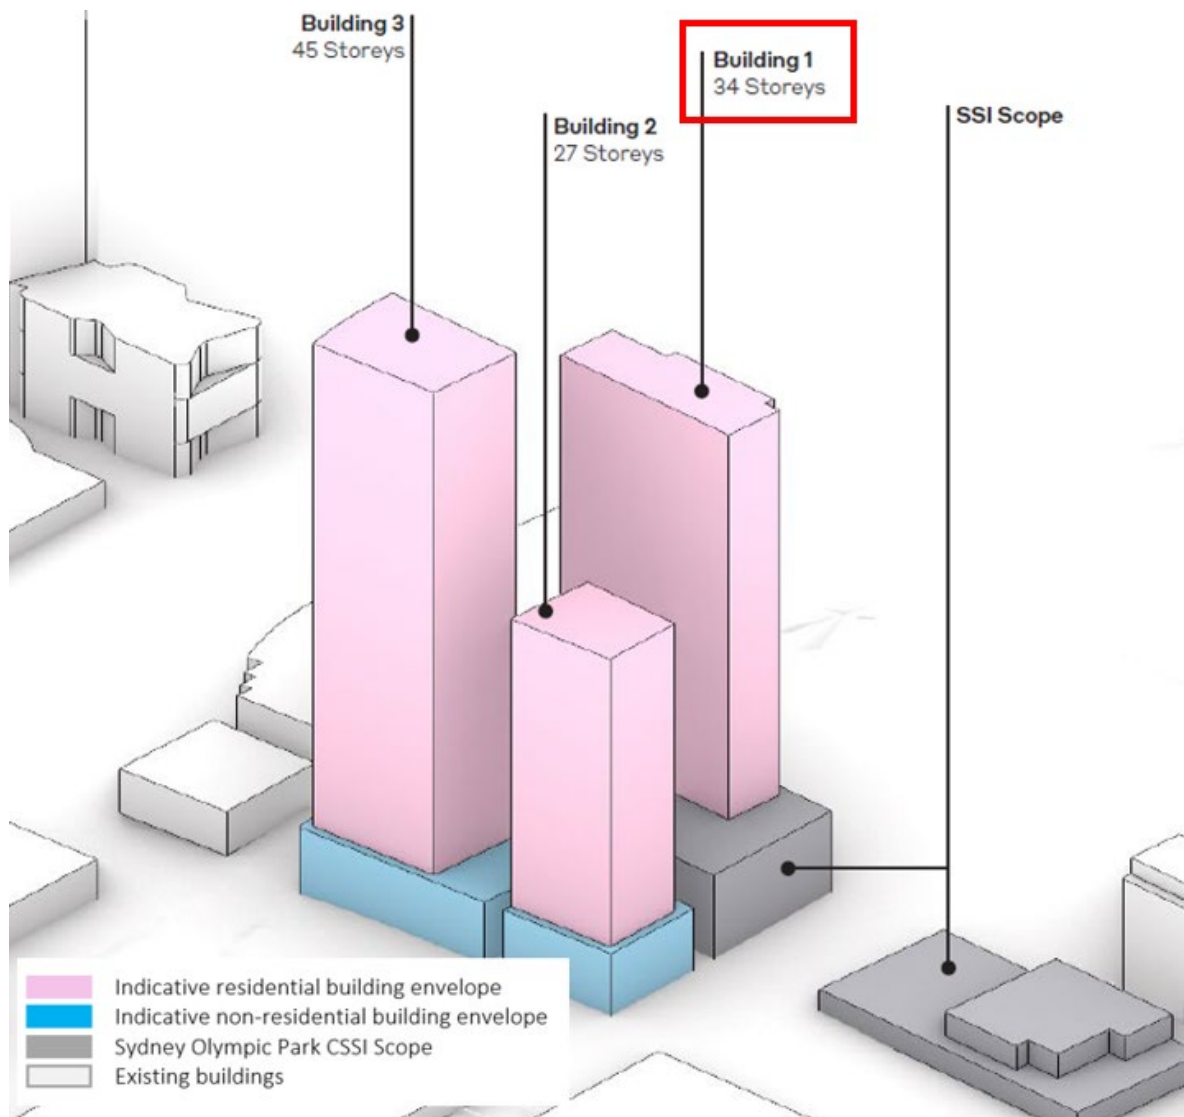 Building 3
45 Storeys
Building 1
34 Storeys
Building 2
27 Storeys
SSI Scope
Indicative residential building envelope
Indicative non-residential building envelope
Sydney Olympic Park CSSI Scope
Existing buildings